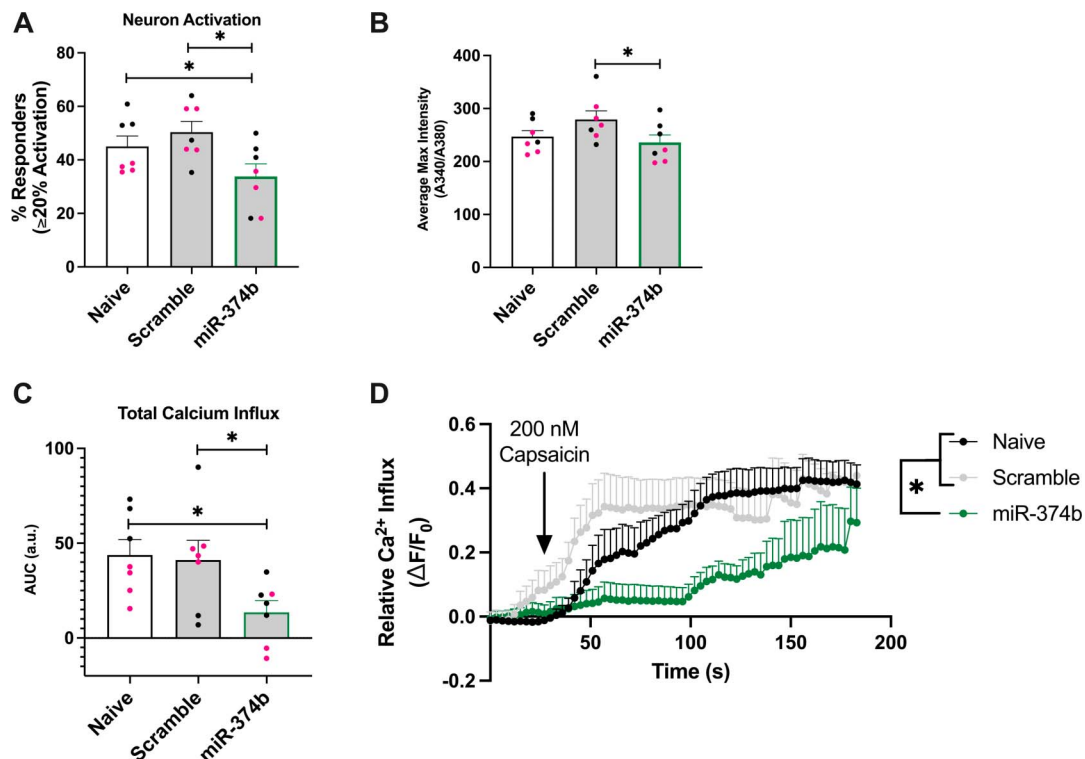 A
Neuron Activation
*
*
% Responders
(≥20% Activation)
80
60
40
20
0
Naive
Scramble
miR-374b
B
*
Average Max Intensity
(A340/A380)
400
300
200
100
0
Naive
Scramble
miR-374b
C
Total Calcium Influx
*
*
AUC (a.u.)
100
50
0
Naive
Scramble
miR-374b
D
200 nM
Capsaicin
Relative Ca²⁺ Influx
(ΔF/F₀)
0.6
0.4
0.2
0.0
-0.2
50
100
150
200
Time (s)
*
Naive
Scramble
miR-374b